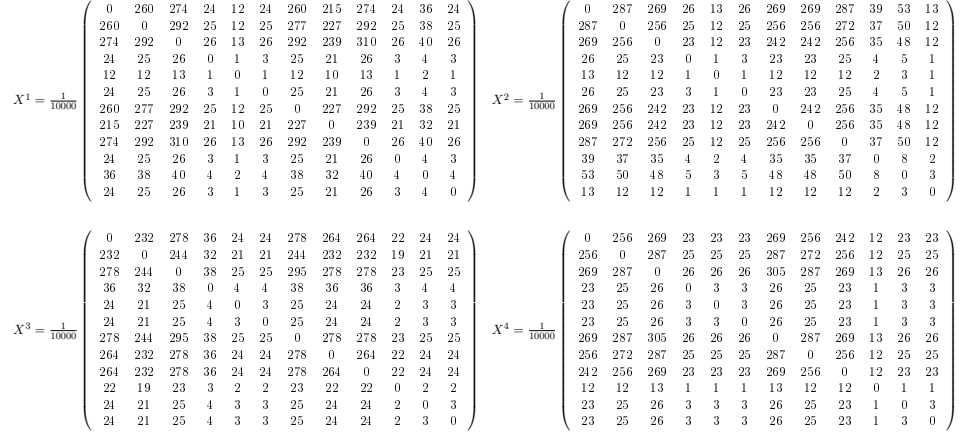 0 260 274 24 12 24 260 215 274 24 36 24
260 0 292 25 12 25 277 227 292 25 38 25
274 292 0 26 13 26 292 239 310 26 40 26
24 25 26 0 1 3 25 21 26 3 4 3
12 12 13 1 0 1 12 10 13 1 2 1
24 25 26 3 1 0 25 21 26 3 4 3
X^1 = 1/10000
260 277 292 25 12 25 0 227 292 25 38 25
215 227 239 21 10 21 227 0 239 21 32 21
274 292 310 26 13 26 292 239 0 26 40 26
24 25 26 3 1 3 25 21 26 0 4 3
36 38 40 4 2 4 38 32 40 4 0 4
24 25 26 3 1 3 25 21 26 3 4 0
0 287 269 26 13 26 269 269 287 39 53 13
287 0 256 25 12 25 256 256 272 37 50 12
269 256 0 23 12 23 242 242 256 35 48 12
26 25 23 0 1 3 23 23 25 4 5 1
13 12 12 1 0 1 12 12 12 2 3 1
26 25 23 3 1 0 23 23 25 4 5 1
X^2 = 1/10000
269 256 242 23 12 23 0 242 256 35 48 12
269 256 242 23 12 23 242 0 256 35 48 12
287 272 256 25 12 25 256 256 0 37 50 12
39 37 35 4 2 4 35 35 37 0 8 2
53 50 48 5 3 5 48 48 50 8 0 3
13 12 12 1 1 1 12 12 12 2 3 0
0 232 278 36 24 24 278 264 264 22 24 24
232 0 244 32 21 21 244 232 232 19 21 21
278 244 0 38 25 25 295 278 278 23 25 25
36 32 38 0 4 4 38 36 36 3 4 4
24 21 25 4 0 3 25 24 24 2 3 3
24 21 25 4 3 0 25 24 24 2 3 3
X^3 = 1/10000
278 244 295 38 25 25 0 278 278 23 25 25
264 232 278 36 24 24 278 0 264 22 24 24
264 232 278 36 24 24 278 264 0 22 24 24
22 19 23 3 2 2 23 22 22 0 2 2
24 21 25 4 3 3 25 24 24 2 0 3
24 21 25 4 3 3 25 24 24 2 3 0
0 256 269 23 23 23 269 256 242 12 23 23
256 0 287 25 25 25 287 272 256 12 25 25
269 287 0 26 26 26 305 287 269 13 26 26
23 25 26 0 3 3 26 25 23 1 3 3
23 25 26 3 0 3 26 25 23 1 3 3
23 25 26 3 3 0 26 25 23 1 3 3
X^4 = 1/10000
269 287 305 26 26 26 0 287 269 13 26 26
256 272 287 25 25 25 287 0 256 12 25 25
242 256 269 23 23 23 269 256 0 12 23 23
12 12 13 1 1 1 13 12 12 0 1 1
23 25 26 3 3 3 26 25 23 1 0 3
23 25 26 3 3 3 26 25 23 1 3 0